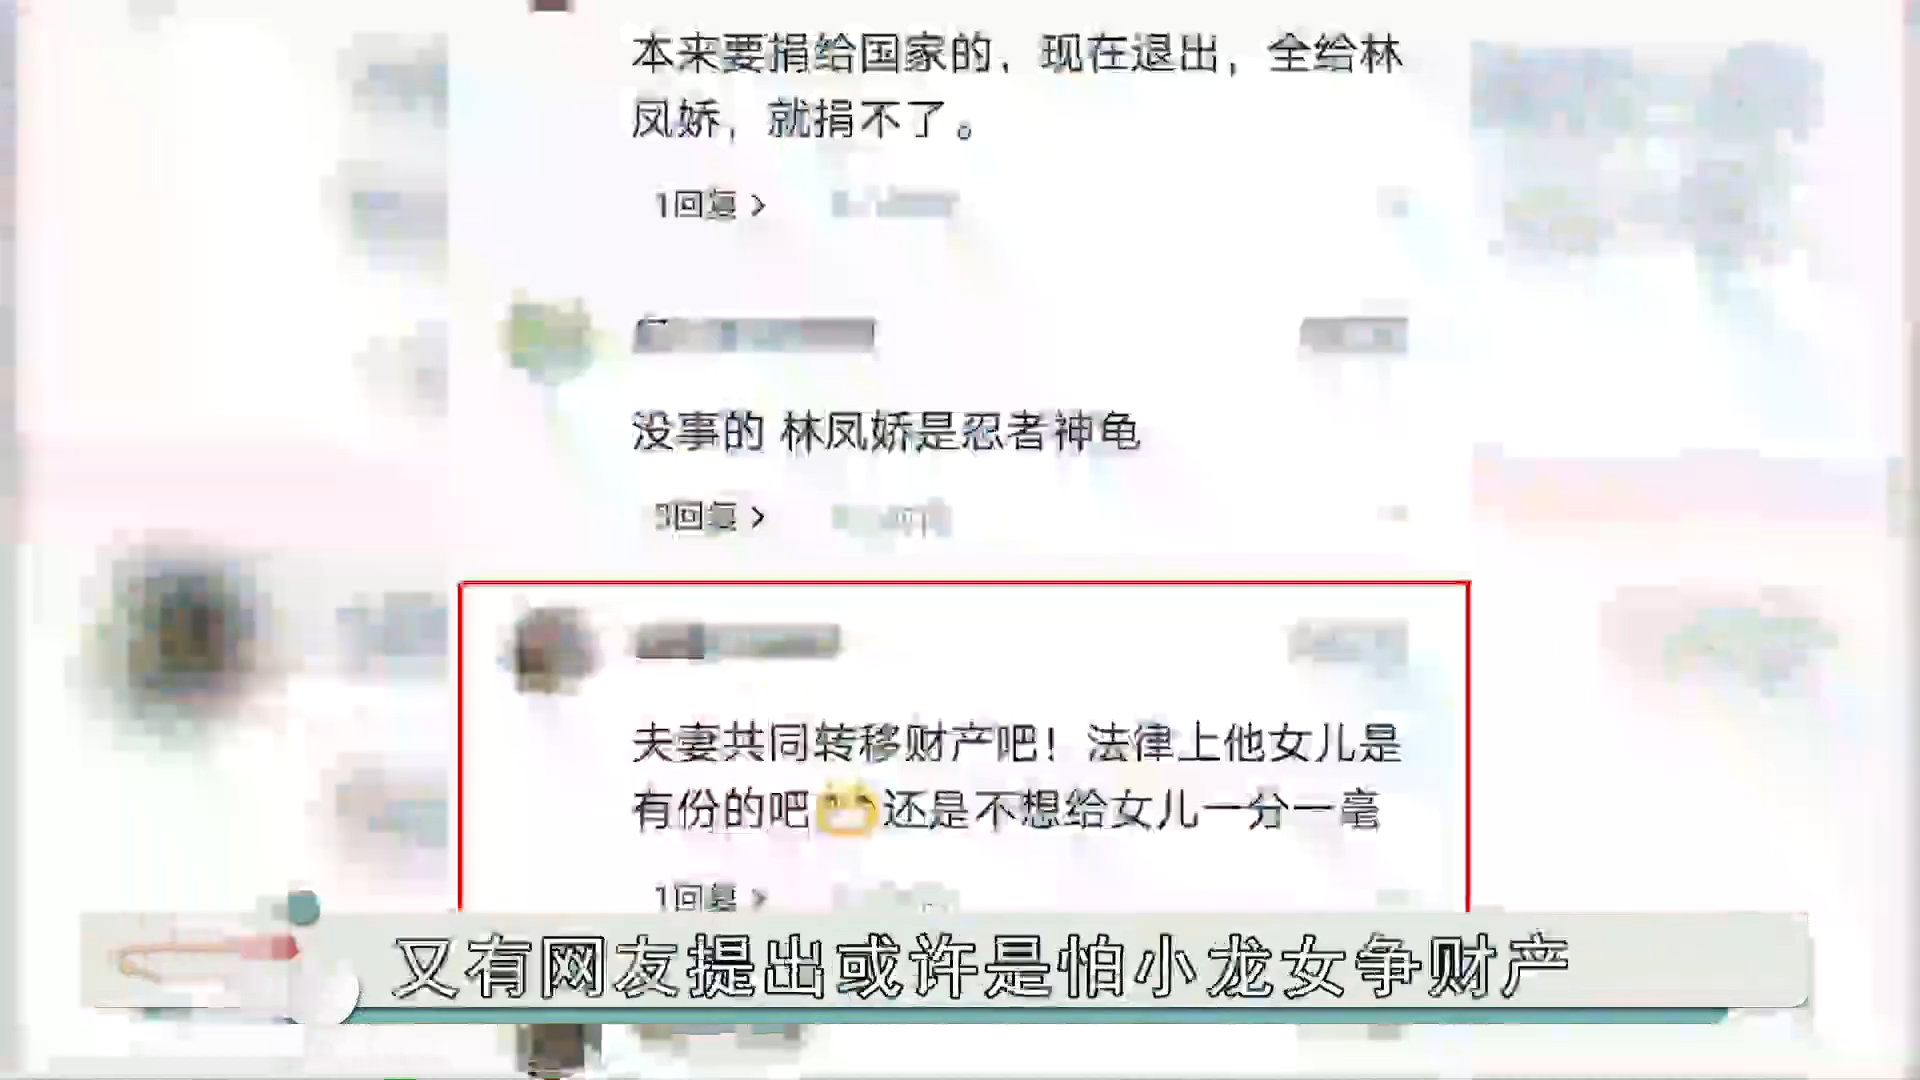 本来要捐给国家的，现在退出，全给林
凤娇，就捐不了。
1回复 >
没事的 林凤娇是忍者神龟
回复 >
夫妻共同转移财产吧！法律上他女儿是
有份的吧😁还是不想给女儿一分一毫
1回复 >
又有网友提出或许是怕小龙女争财产